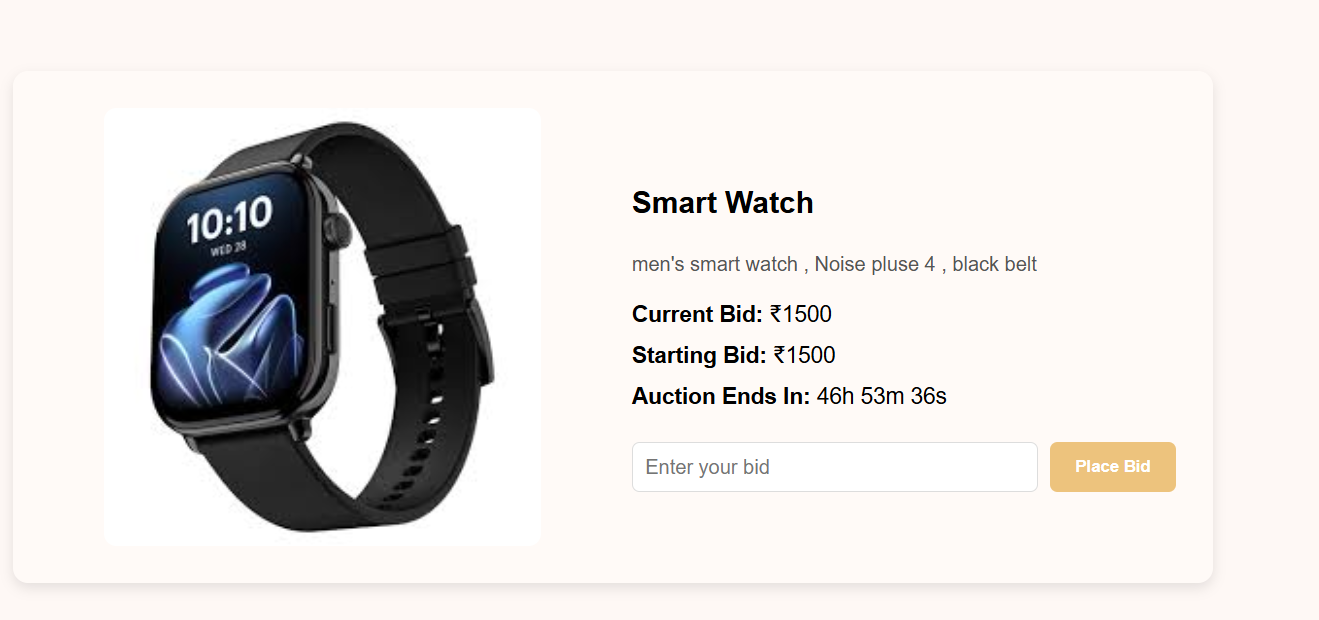 10:10
WED 28
Smart Watch
men's smart watch , Noise pluse 4 , black belt
Current Bid: ₹1500
Starting Bid: ₹1500
Auction Ends In: 46h 53m 36s
Enter your bid
Place Bid